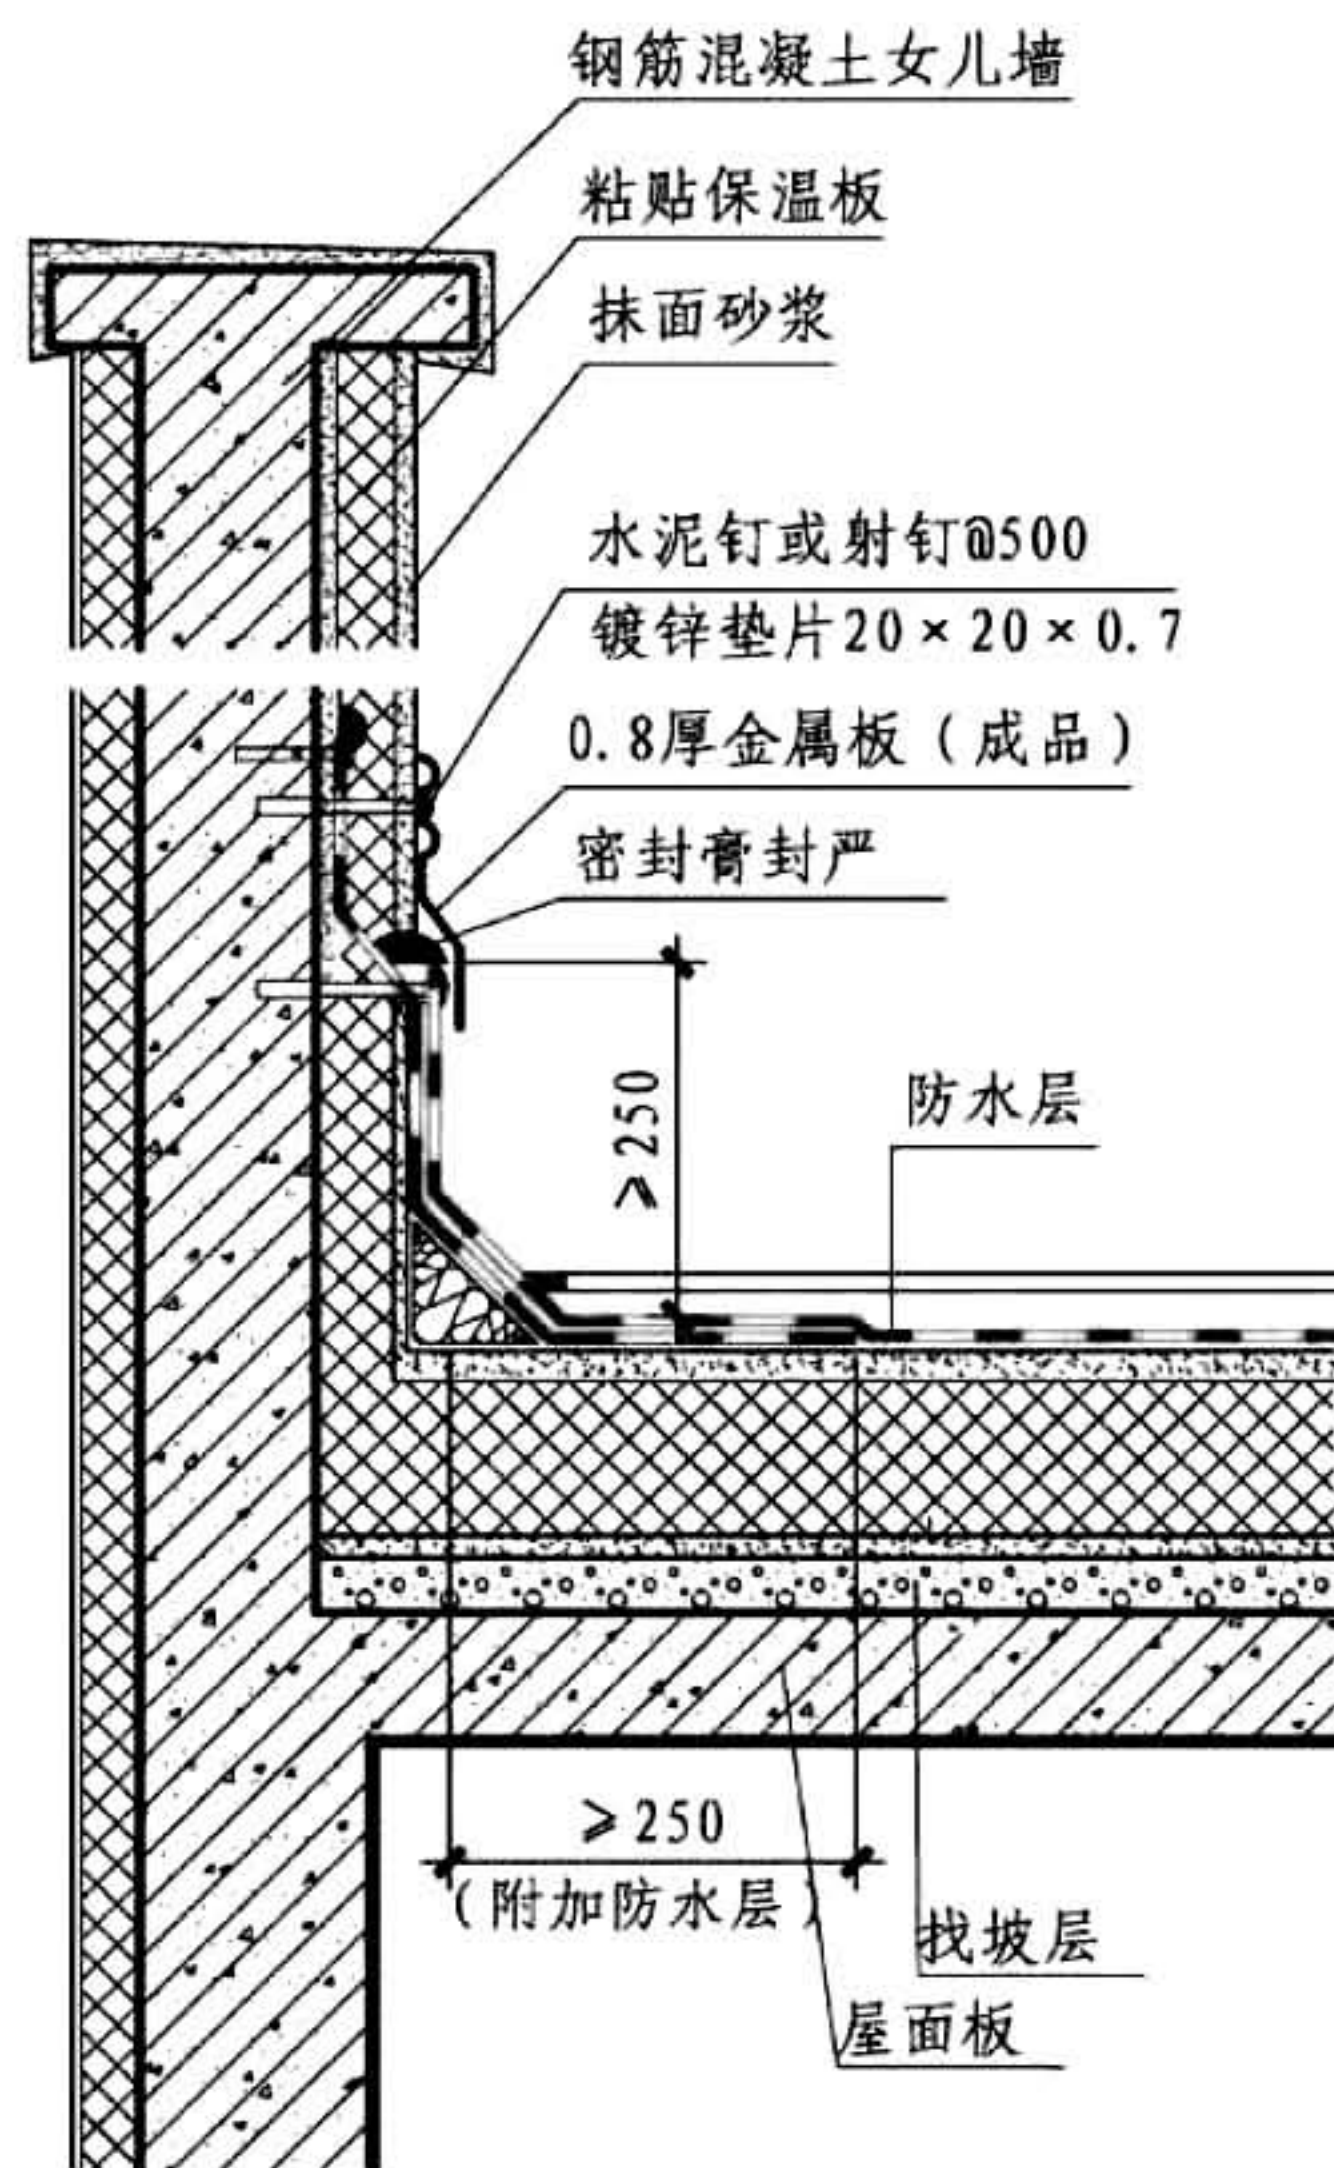 钢筋混凝土女儿墙
粘贴保温板
抹面砂浆
水泥钉或射钉@500
镀锌垫片20×20×0.7
0.8厚金属板（成品）
密封膏封严
≥250
防水层
≥250
（附加防水层）
找坡层
屋面板